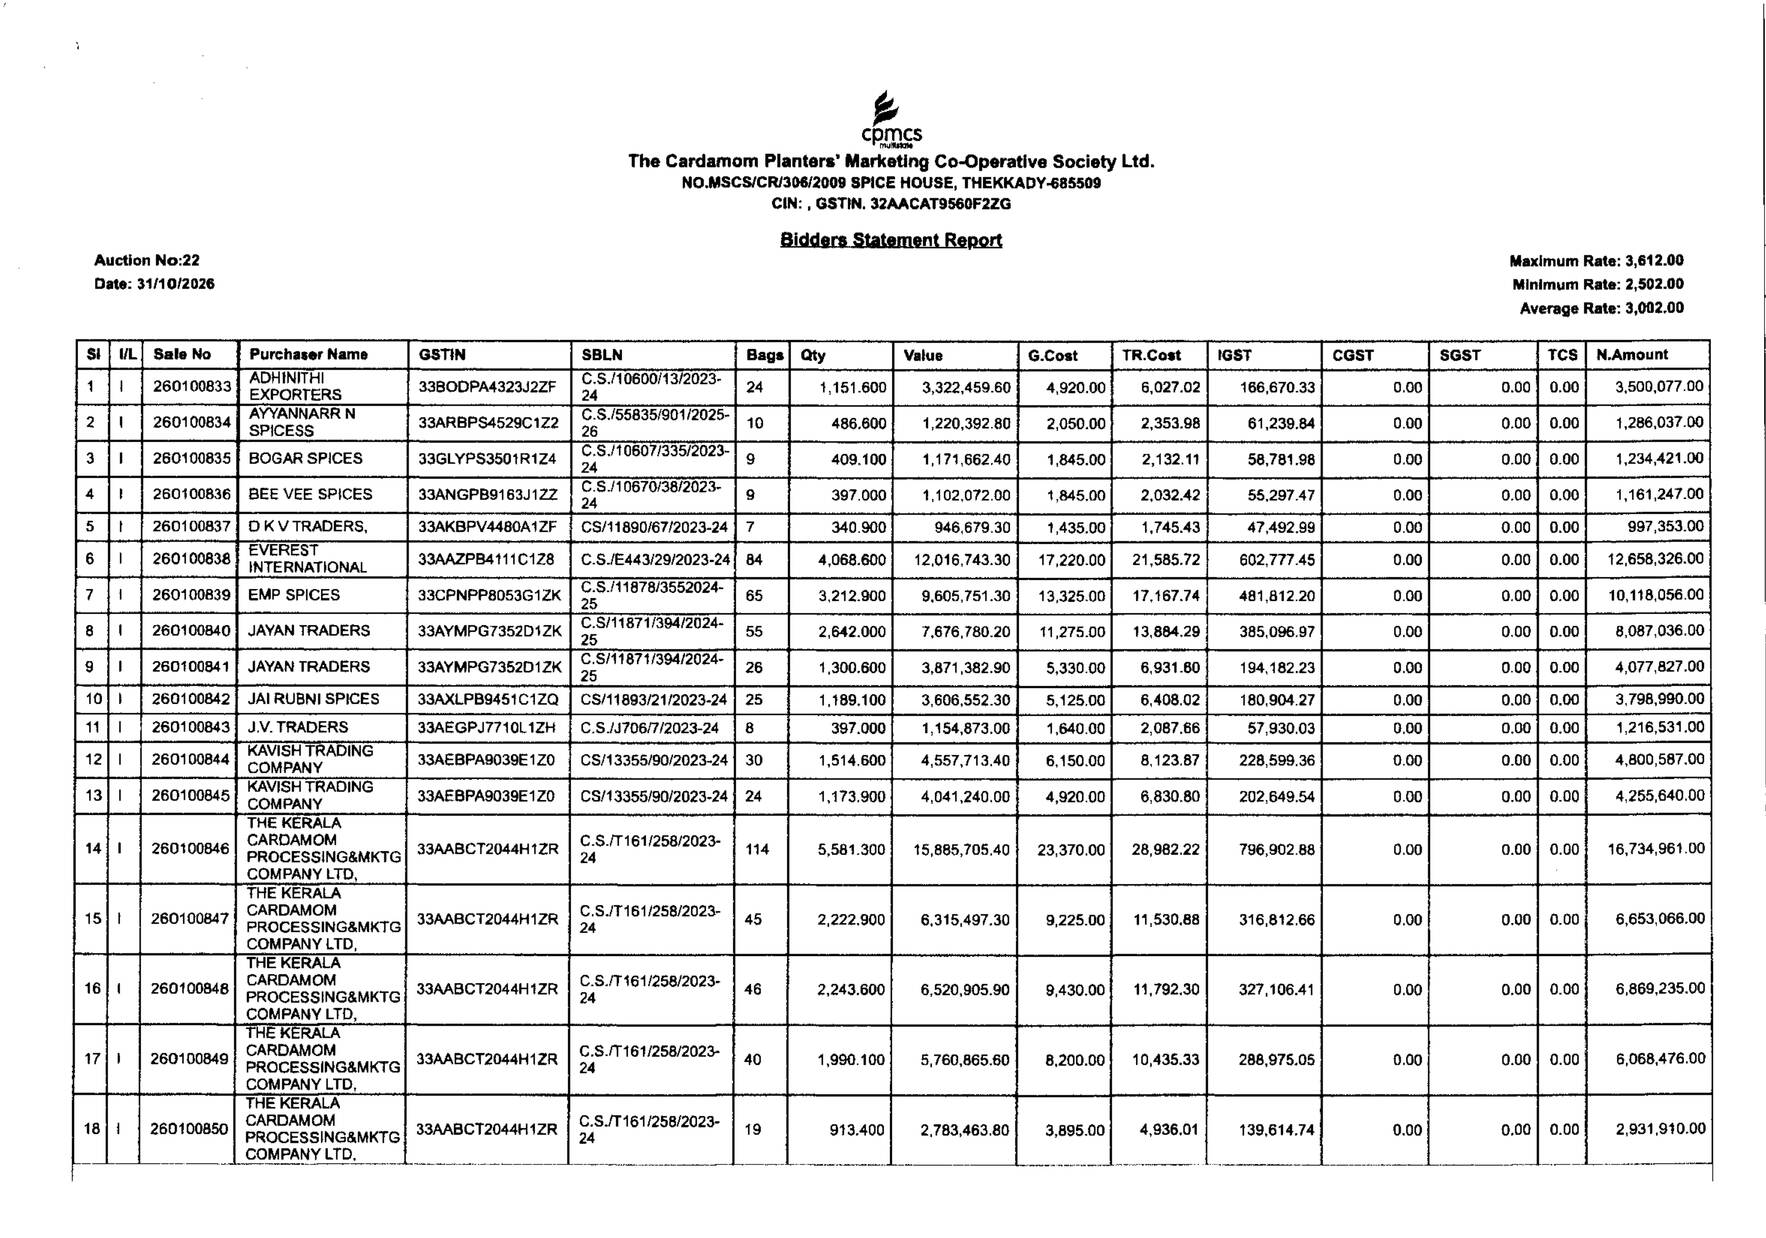 cpmcs
multistate
The Cardamom Planters' Marketing Co-Operative Society Ltd.
NO.MSCS/CR/306/2009 SPICE HOUSE, THEKKADY-685509
CIN: , GSTIN. 32AACAT9560F2ZG
Bidders Statement Report
Auction No:22
Date: 31/10/2026
Maximum Rate: 3,612.00
Minimum Rate: 2,502.00
Average Rate: 3,002.00
Sl I/L Sale No Purchaser Name GSTIN SBLN Bags Qty Value G.Cost TR.Cost IGST CGST SGST TCS N.Amount
1 I 260100833 ADHINITHI EXPORTERS 33BODPA4323J2ZF C.S./10600/13/2023-24 24 1,151.600 3,322,459.60 4,920.00 6,027.02 166,670.33 0.00 0.00 0.00 3,500,077.00
2 I 260100834 AYYANNARR N SPICESS 33ARBPS4529C1Z2 C.S./55835/901/2025-26 10 486.600 1,220,392.80 2,050.00 2,353.98 61,239.84 0.00 0.00 0.00 1,286,037.00
3 I 260100835 BOGAR SPICES 33GLYPS3501R1Z4 C.S./10607/335/2023-24 9 409.100 1,171,662.40 1,845.00 2,132.11 58,781.98 0.00 0.00 0.00 1,234,421.00
4 I 260100836 BEE VEE SPICES 33ANGPB9163J1ZZ C.S./10670/38/2023-24 9 397.000 1,102,072.00 1,845.00 2,032.42 55,297.47 0.00 0.00 0.00 1,161,247.00
5 I 260100837 D K V TRADERS, 33AKBPV4480A1ZF CS/11890/67/2023-24 7 340.900 946,679.30 1,435.00 1,745.43 47,492.99 0.00 0.00 0.00 997,353.00
6 I 260100838 EVEREST INTERNATIONAL 33AAZPB4111C1Z8 C.S./E443/29/2023-24 84 4,068.600 12,016,743.30 17,220.00 21,585.72 602,777.45 0.00 0.00 0.00 12,658,326.00
7 I 260100839 EMP SPICES 33CPNPP8053G1ZK C.S./11878/3552024-25 65 3,212.900 9,605,751.30 13,325.00 17,167.74 481,812.20 0.00 0.00 0.00 10,118,056.00
8 I 260100840 JAYAN TRADERS 33AYMPG7352D1ZK C.S/11871/394/2024-25 55 2,642.000 7,676,780.20 11,275.00 13,884.29 385,096.97 0.00 0.00 0.00 8,087,036.00
9 I 260100841 JAYAN TRADERS 33AYMPG7352D1ZK C.S/11871/394/2024-25 26 1,300.600 3,871,382.90 5,330.00 6,931.60 194,182.23 0.00 0.00 0.00 4,077,827.00
10 I 260100842 JAI RUBNI SPICES 33AXLPB9451C1ZQ CS/11893/21/2023-24 25 1,189.100 3,606,552.30 5,125.00 6,408.02 180,904.27 0.00 0.00 0.00 3,798,990.00
11 I 260100843 J.V. TRADERS 33AEGPJ7710L1ZH C.S./J706/7/2023-24 8 397.000 1,154,873.00 1,640.00 2,087.66 57,930.03 0.00 0.00 0.00 1,216,531.00
12 I 260100844 KAVISH TRADING COMPANY 33AEBPA9039E1Z0 CS/13355/90/2023-24 30 1,514.600 4,557,713.40 6,150.00 8,123.87 228,599.36 0.00 0.00 0.00 4,800,587.00
13 I 260100845 KAVISH TRADING COMPANY 33AEBPA9039E1Z0 CS/13355/90/2023-24 24 1,173.900 4,041,240.00 4,920.00 6,830.80 202,649.54 0.00 0.00 0.00 4,255,640.00
14 I 260100846 THE KERALA CARDAMOM PROCESSING&MKTG COMPANY LTD, 33AABCT2044H1ZR C.S./T161/258/2023-24 114 5,581.300 15,885,705.40 23,370.00 28,982.22 796,902.88 0.00 0.00 0.00 16,734,961.00
15 I 260100847 THE KERALA CARDAMOM PROCESSING&MKTG COMPANY LTD, 33AABCT2044H1ZR C.S./T161/258/2023-24 45 2,222.900 6,315,497.30 9,225.00 11,530.88 316,812.66 0.00 0.00 0.00 6,653,066.00
16 I 260100848 THE KERALA CARDAMOM PROCESSING&MKTG COMPANY LTD, 33AABCT2044H1ZR C.S./T161/258/2023-24 46 2,243.600 6,520,905.90 9,430.00 11,792.30 327,106.41 0.00 0.00 0.00 6,869,235.00
17 I 260100849 THE KERALA CARDAMOM PROCESSING&MKTG COMPANY LTD, 33AABCT2044H1ZR C.S./T161/258/2023-24 40 1,990.100 5,760,865.60 8,200.00 10,435.33 288,975.05 0.00 0.00 0.00 6,068,476.00
18 I 260100850 THE KERALA CARDAMOM PROCESSING&MKTG COMPANY LTD, 33AABCT2044H1ZR C.S./T161/258/2023-24 19 913.400 2,783,463.80 3,895.00 4,936.01 139,614.74 0.00 0.00 0.00 2,931,910.00